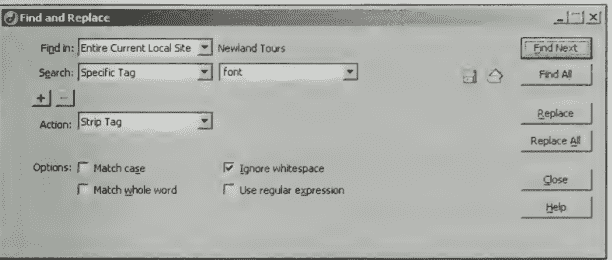 Find and Replace
Find in: Entire Current Local Site Newland Tours
Find Next
Search: Specific Tag font
Find All
+ -
Action: Strip Tag
Replace
Replace All
Options: Match case Ignore whitespace
Match whole word Use regular expression
Close
Help